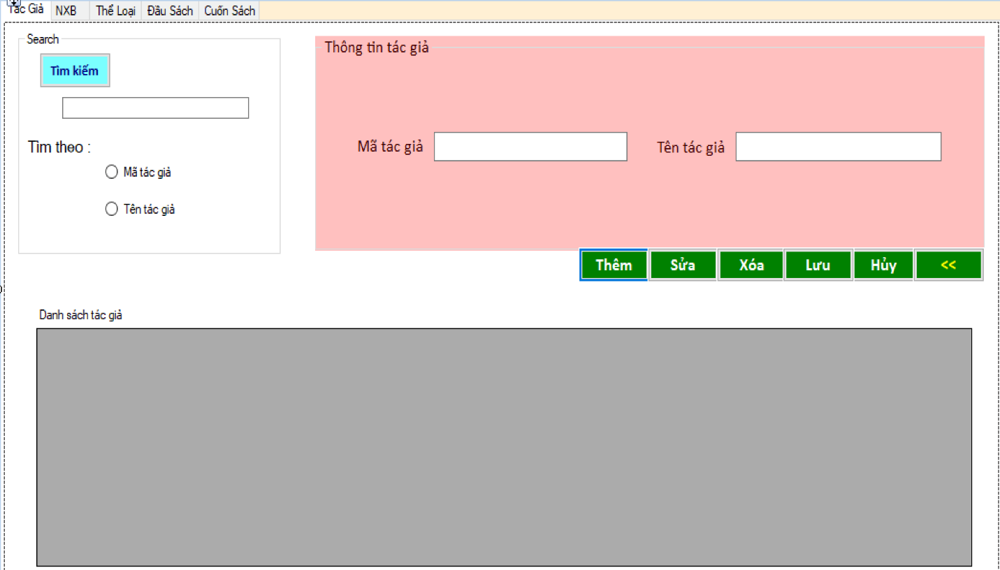 Tác Giả NXB Thể Loại Đầu Sách Cuốn Sách
Search
Tìm kiếm
Tìm theo :
Mã tác giả
Tên tác giả
Thông tin tác giả
Mã tác giả Tên tác giả
Thêm Sửa Xóa Lưu Hủy <<
Danh sách tác giả